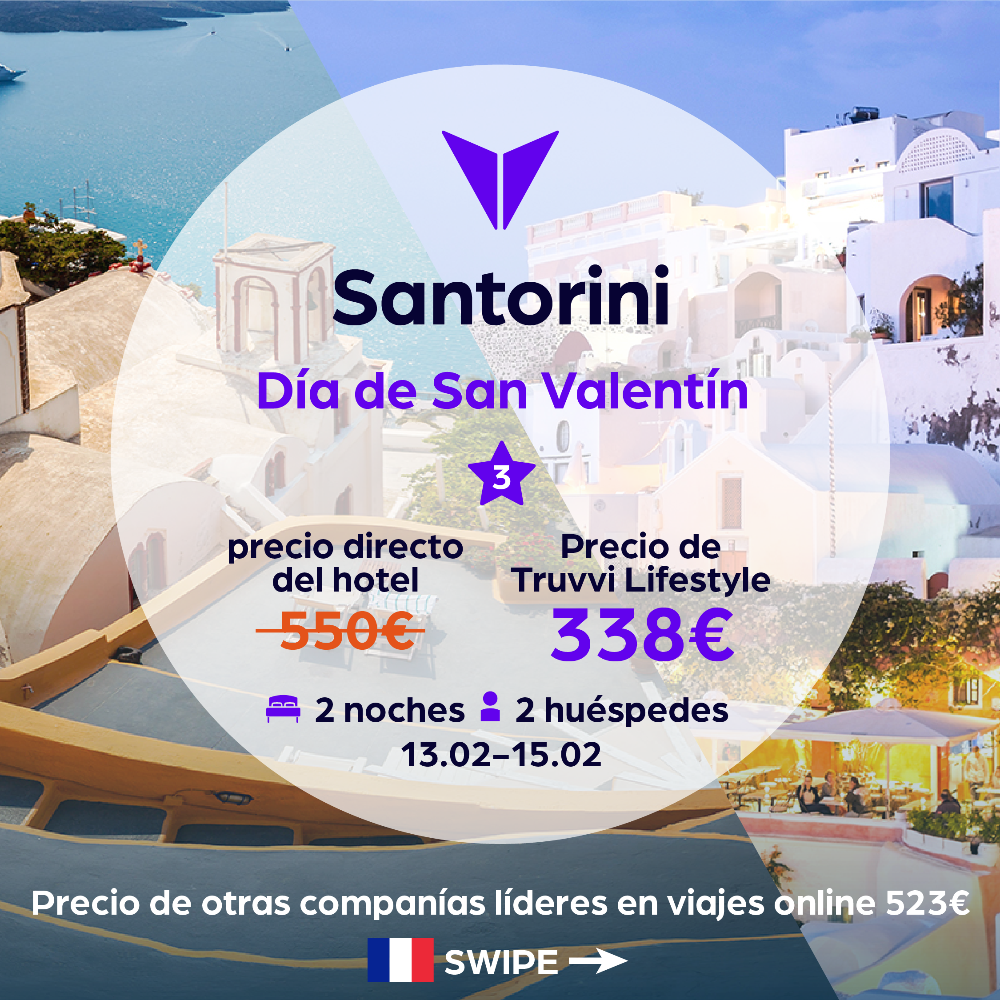 Santorini
Día de San Valentín
3
precio directo
del hotel
550€
Precio de
Truvvi Lifestyle
338€
2 noches 2 huéspedes
13.02–15.02
Precio de otras companías líderes en viajes online 523€
SWIPE